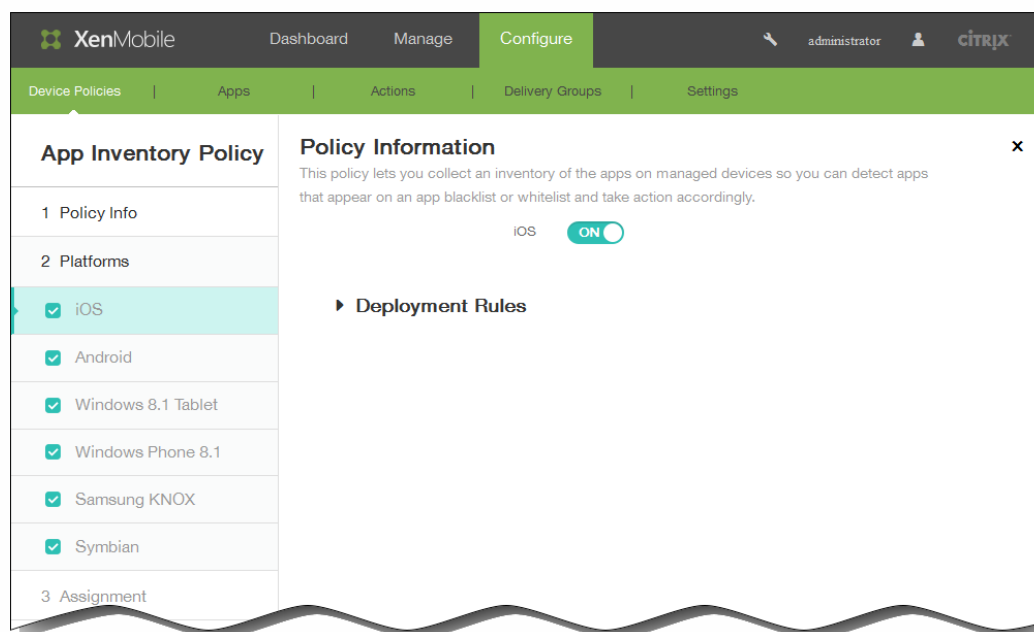 XenMobile Dashboard Manage Configure administrator CİTRIX
Device Policies | Apps | Actions | Delivery Groups | Settings
App Inventory Policy
1 Policy Info
2 Platforms
iOS
Android
Windows 8.1 Tablet
Windows Phone 8.1
Samsung KNOX
Symbian
3 Assignment
Policy Information
This policy lets you collect an inventory of the apps on managed devices so you can detect apps
that appear on an app blacklist or whitelist and take action accordingly.
iOS ON
Deployment Rules